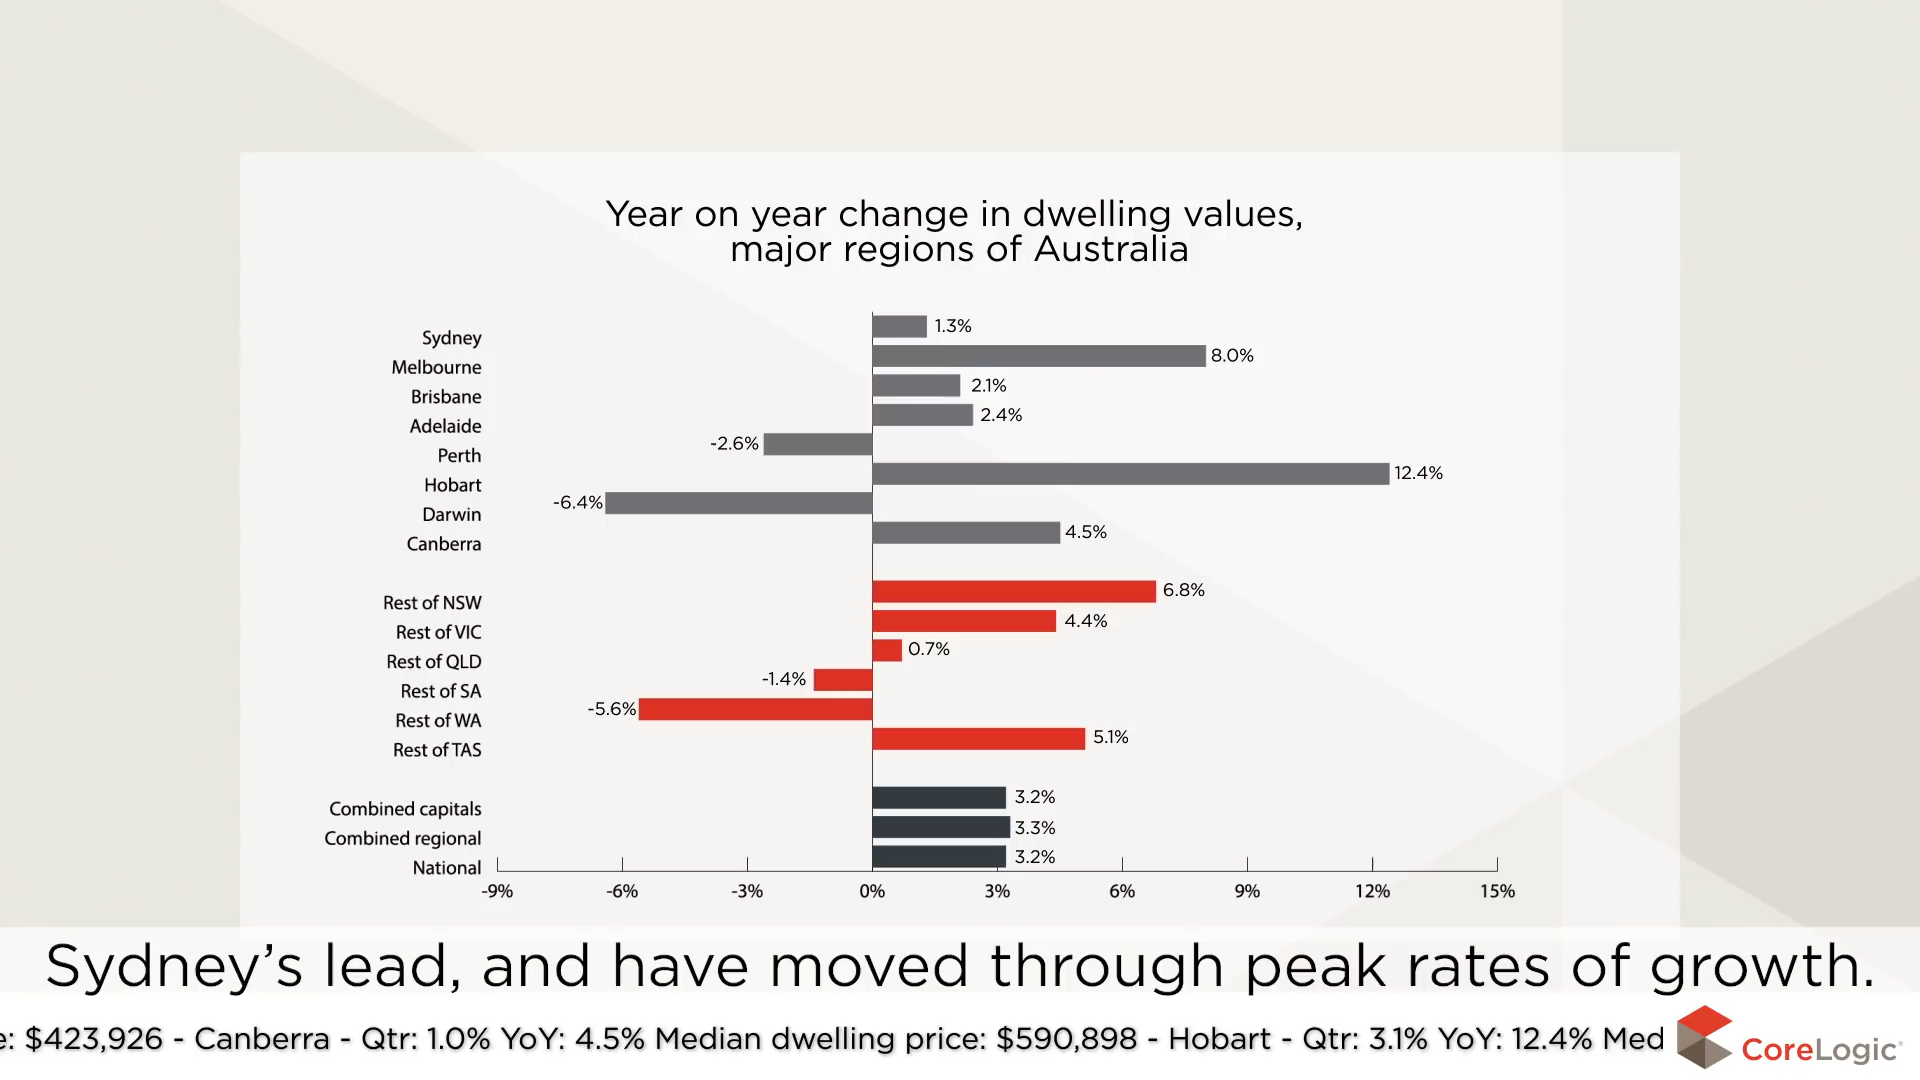 Year on year change in dwelling values,
major regions of Australia
Sydney 1.3%
Melbourne 8.0%
Brisbane 2.1%
Adelaide 2.4%
Perth -2.6%
Hobart 12.4%
Darwin -6.4%
Canberra 4.5%
Rest of NSW 6.8%
Rest of VIC 4.4%
Rest of QLD 0.7%
Rest of SA -1.4%
Rest of WA -5.6%
Rest of TAS 5.1%
Combined capitals 3.2%
Combined regional 3.3%
National 3.2%
-9% -6% -3% 0% 3% 6% 9% 12% 15%
Sydney's lead, and have moved through peak rates of growth.
: $423,926 - Canberra - Qtr: 1.0% YoY: 4.5% Median dwelling price: $590,898 - Hobart - Qtr: 3.1% YoY: 12.4% Med
CoreLogic